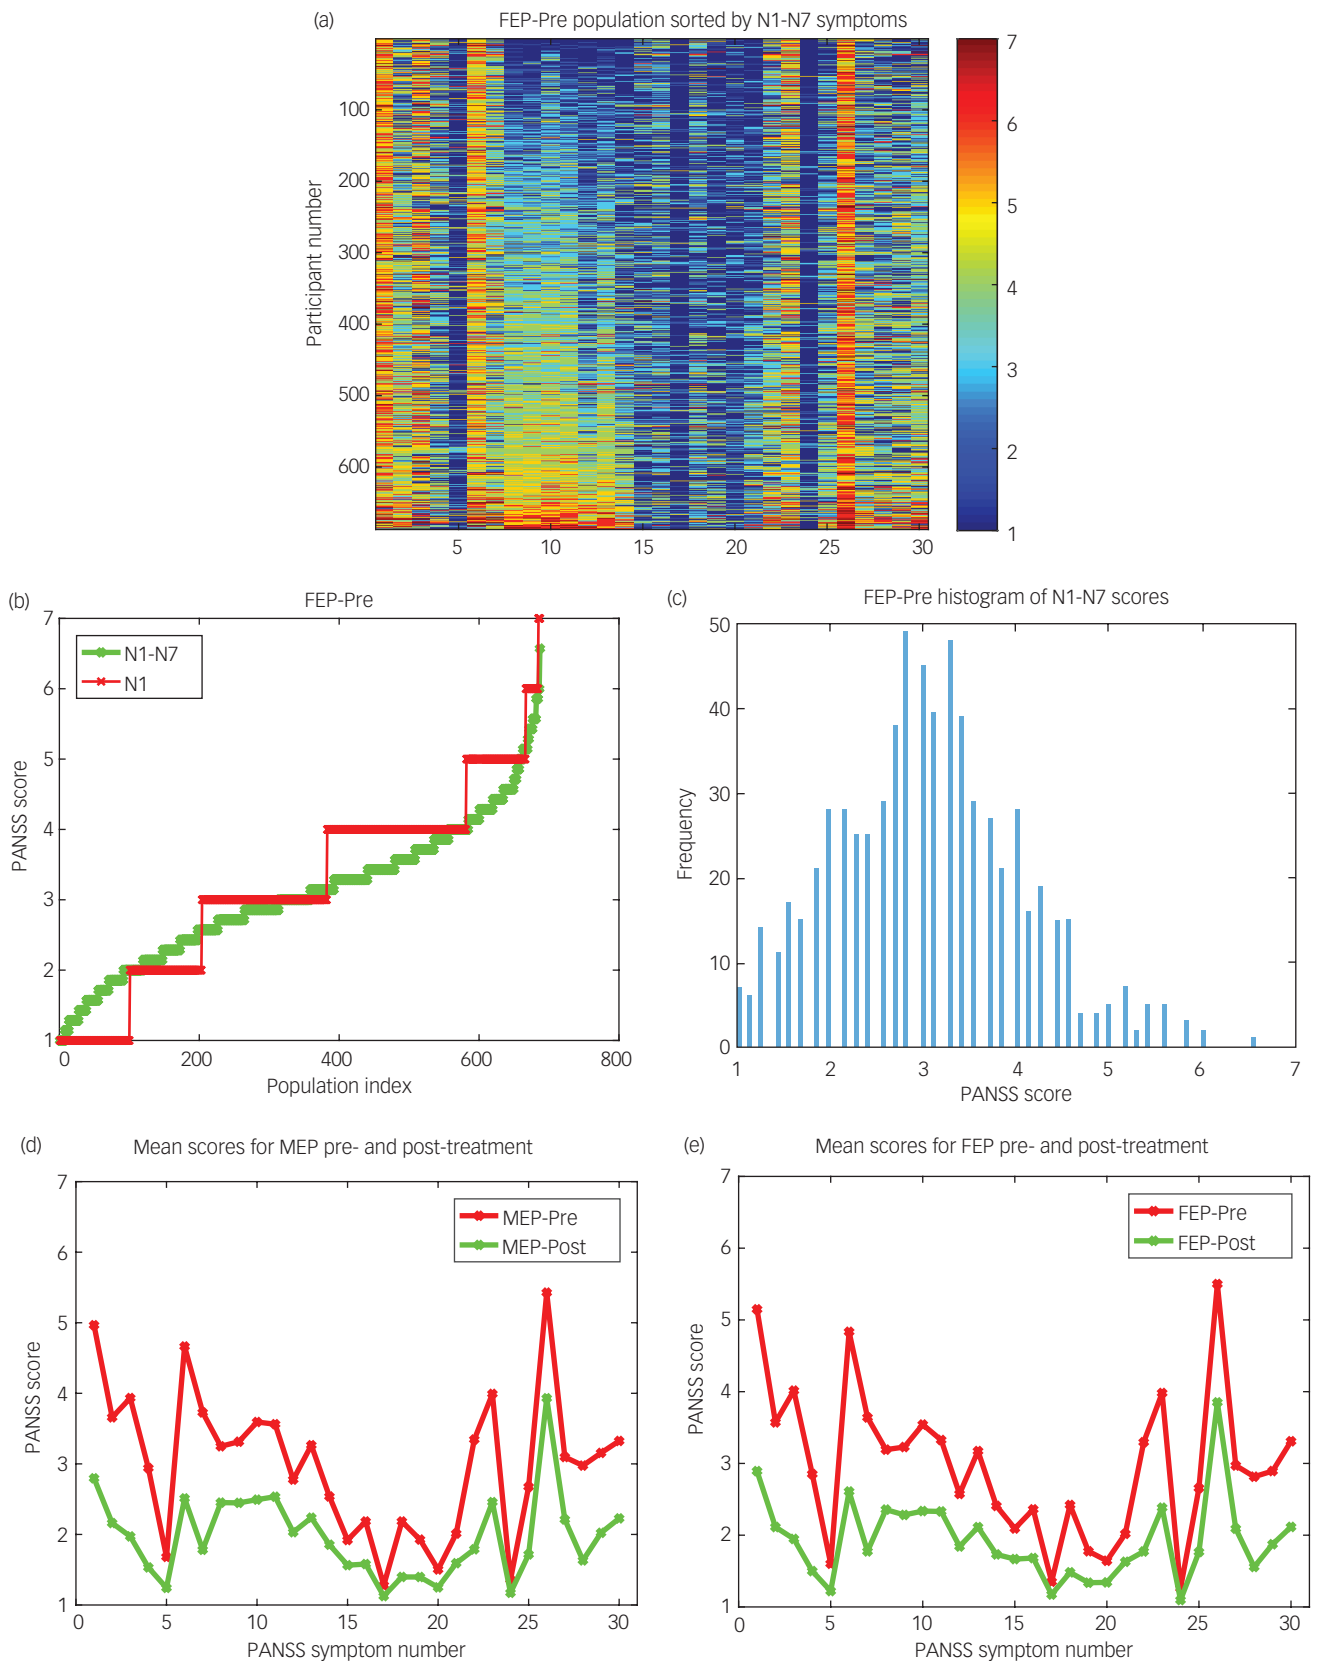 (a) FEP-Pre population sorted by N1-N7 symptoms
Participant number
100
200
300
400
500
600
5 10 15 20 25 30
7
6
5
4
3
2
1
(b) FEP-Pre
PANSS score
7
6
5
4
3
2
1
N1-N7
N1
0 200 400 600 800
Population index
(c) FEP-Pre histogram of N1-N7 scores
Frequency
50
40
30
20
10
0
1 2 3 4 5 6 7
PANSS score
(d) Mean scores for MEP pre- and post-treatment
PANSS score
7
6
5
4
3
2
1
MEP-Pre
MEP-Post
0 5 10 15 20 25 30
PANSS symptom number
(e) Mean scores for FEP pre- and post-treatment
PANSS score
7
6
5
4
3
2
1
FEP-Pre
FEP-Post
0 5 10 15 20 25 30
PANSS symptom number